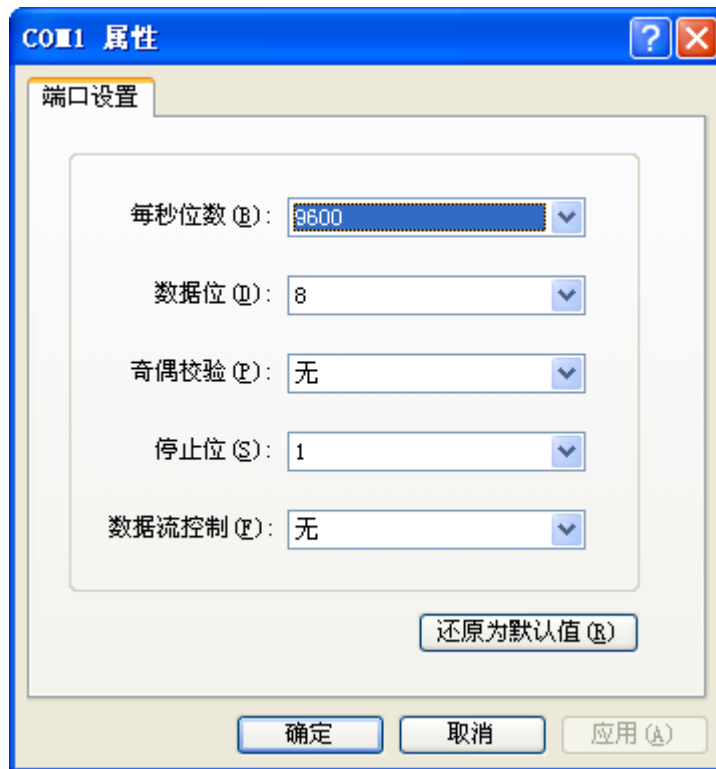 COM1 属性
端口设置
每秒位数(B): 9600
数据位(D): 8
奇偶校验(P): 无
停止位(S): 1
数据流控制(F): 无
还原为默认值(R)
确定 取消 应用(A)